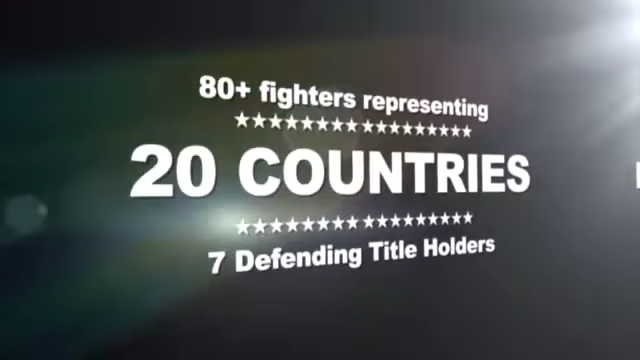 80+ fighters representing
20 COUNTRIES
7 Defending Title Holders